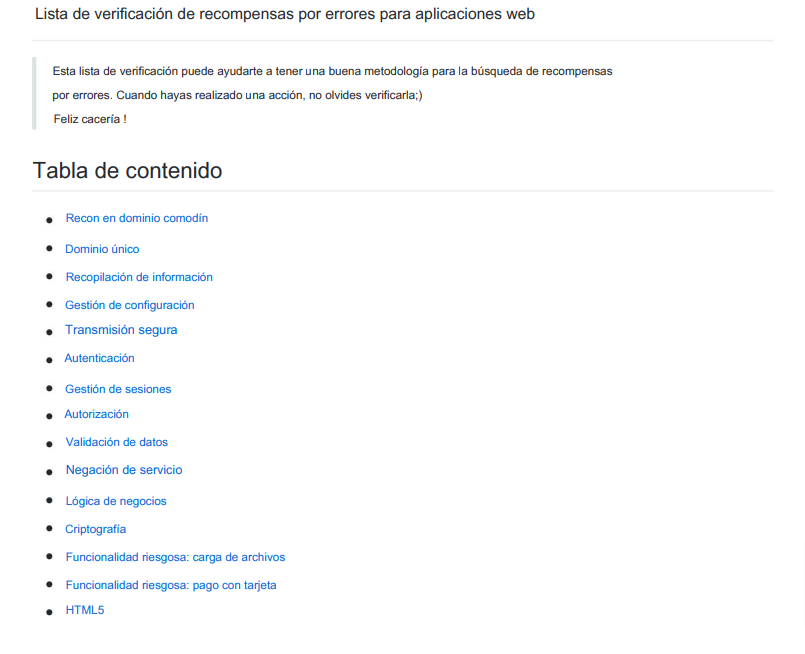 Lista de verificación de recompensas por errores para aplicaciones web
Esta lista de verificación puede ayudarte a tener una buena metodología para la búsqueda de recompensas
por errores. Cuando hayas realizado una acción, no olvides verificarla;)
Feliz cacería !
Tabla de contenido
Recon en dominio comodín
Dominio único
Recopilación de información
Gestión de configuración
Transmisión segura
Autenticación
Gestión de sesiones
Autorización
Validación de datos
Negación de servicio
Lógica de negocios
Criptografía
Funcionalidad riesgosa: carga de archivos
Funcionalidad riesgosa: pago con tarjeta
HTML5